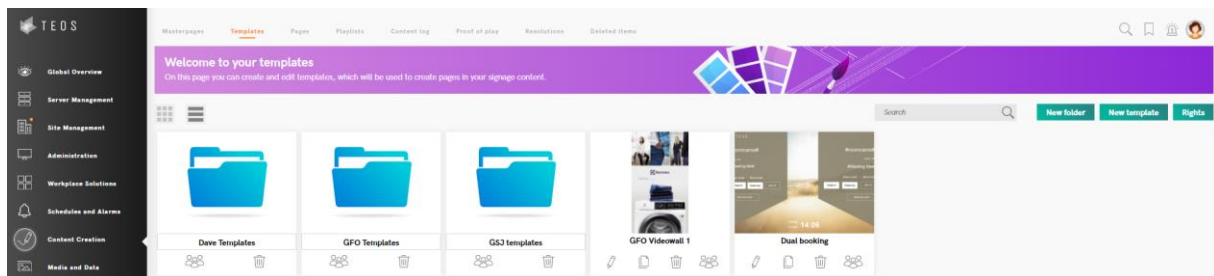 TEOS
Masterpages Templates Pages Playlists Content log Proof of play Resolutions Deleted items
Welcome to your templates
On this page you can create and edit templates, which will be used to create pages in your signage content.
Global Overview
Server Management
Site Management
Administration
Workplace Solutions
Schedules and Alarms
Content Creation
Media and Data
Search
New folder New template Rights
Dave Templates
GFO Templates
GSJ templates
GFO Videowall 1
14:06
Dual booking